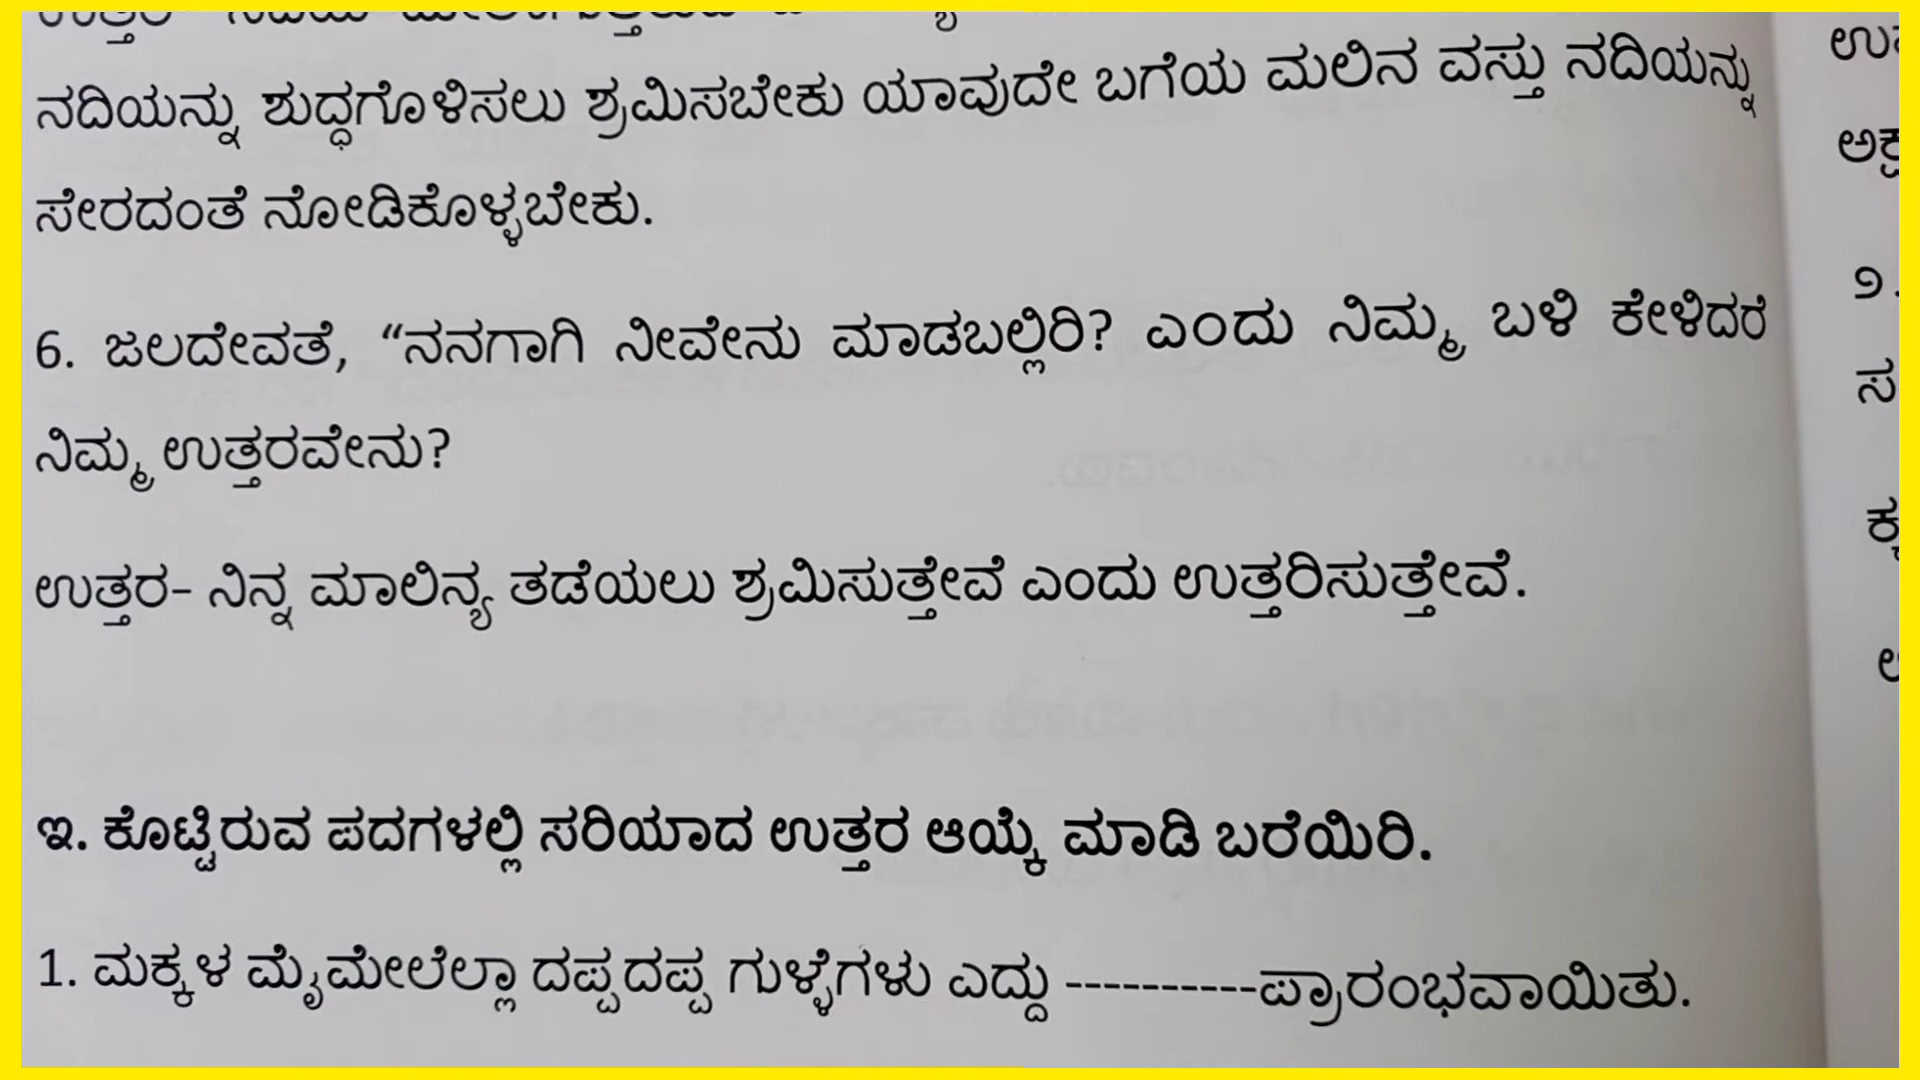 ನದಿಯನ್ನು ಶುದ್ಧಗೊಳಿಸಲು ಶ್ರಮಿಸಬೇಕು ಯಾವುದೇ ಬಗೆಯ ಮಲಿನ ವಸ್ತು ನದಿಯನ್ನು
ಸೇರದಂತೆ ನೋಡಿಕೊಳ್ಳಬೇಕು.
6. ಜಲದೇವತೆ, “ನನಗಾಗಿ ನೀವೇನು ಮಾಡಬಲ್ಲಿರಿ? ಎಂದು ನಿಮ್ಮ ಬಳಿ ಕೇಳಿದರೆ
ನಿಮ್ಮ ಉತ್ತರವೇನು?
ಉತ್ತರ- ನಿನ್ನ ಮಾಲಿನ್ಯ ತಡೆಯಲು ಶ್ರಮಿಸುತ್ತೇವೆ ಎಂದು ಉತ್ತರಿಸುತ್ತೇವೆ.
ಇ. ಕೊಟ್ಟಿರುವ ಪದಗಳಲ್ಲಿ ಸರಿಯಾದ ಉತ್ತರ ಆಯ್ಕೆ ಮಾಡಿ ಬರೆಯಿರಿ.
1. ಮಕ್ಕಳ ಮೈಮೇಲೆಲ್ಲಾ ದಪ್ಪದಪ್ಪ ಗುಳ್ಳೆಗಳು ಎದ್ದು ----------ಪ್ರಾರಂಭವಾಯಿತು.